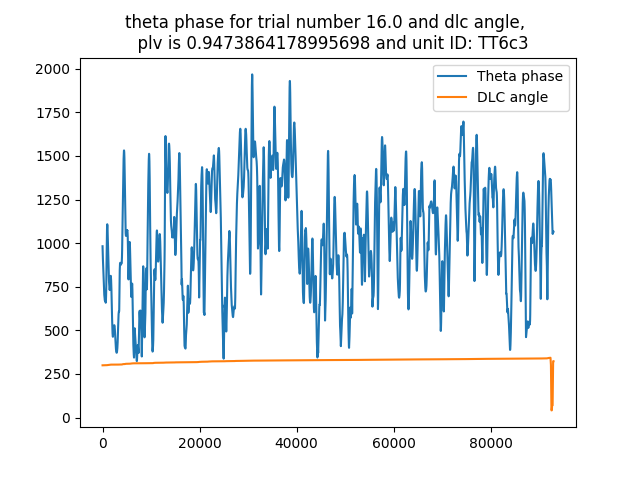 theta phase for trial number 16.0 and dlc angle,
plv is 0.9473864178995698 and unit ID: TT6c3
Theta phase
DLC angle
2000
1750
1500
1250
1000
750
500
250
0
0 20000 40000 60000 80000